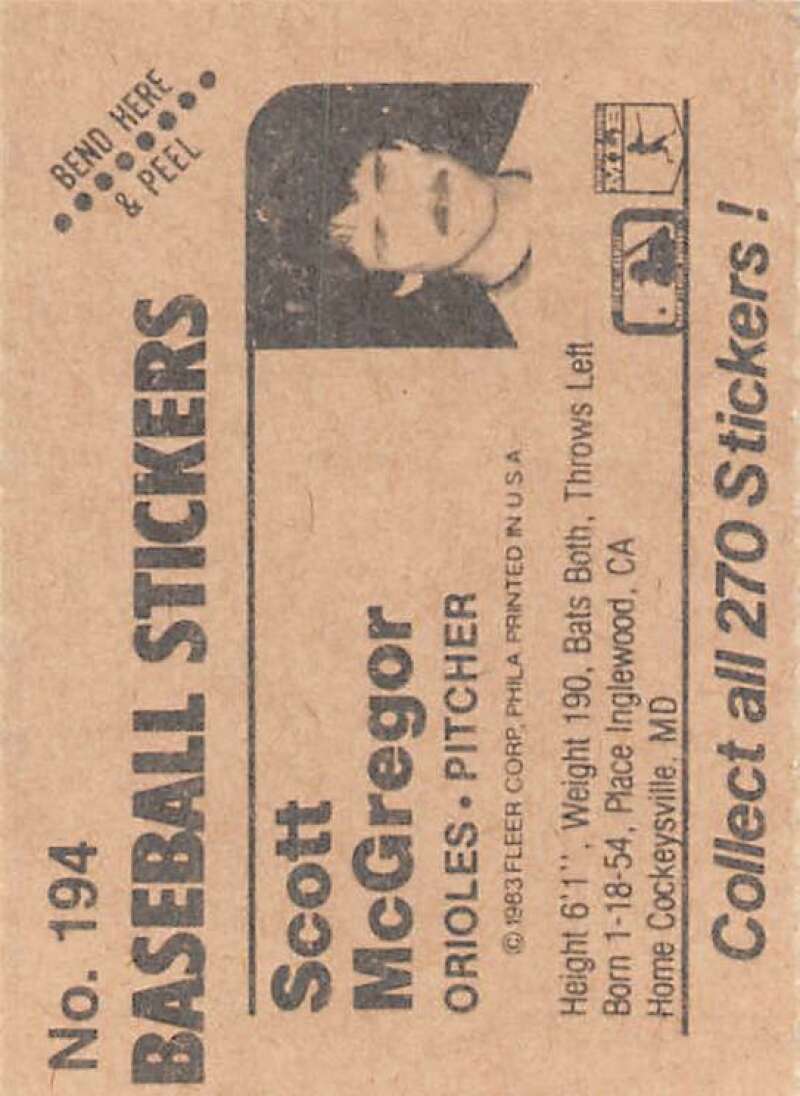 No. 194
BEND HERE
& PEEL
BASEBALL STICKERS
Scott
McGregor
ORIOLES • PITCHER
© 1983 FLEER CORP. PHILA PRINTED IN U S A
Height 6'1'', Weight 190, Bats Both, Throws Left
Born 1-18-54, Place Inglewood, CA
Home Cockeysville, MD
Collect all 270 Stickers!